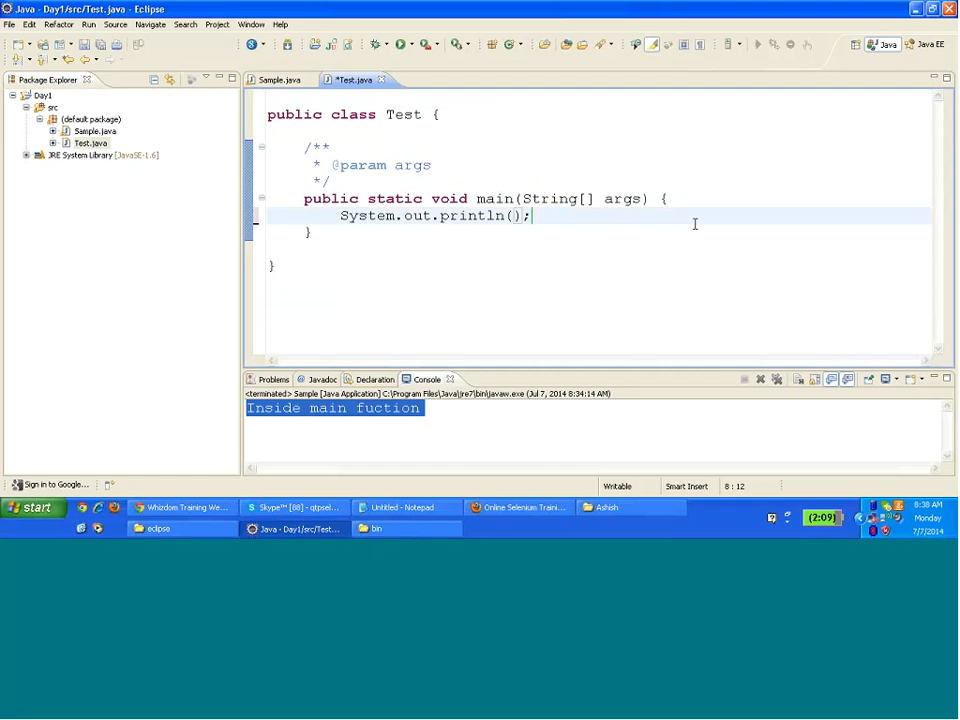 Java - Day1/src/Test.java - Eclipse
File Edit Refactor Run Source Navigate Search Project Window Help
Java Java EE
Package Explorer
Sample.java *Test.java
Day1
src
(default package)
Sample.java
Test.java
JRE System Library [JavaSE-1.6]
public class Test {
/**
* @param args
*/
public static void main(String[] args) {
System.out.println();
}
}
Problems @ Javadoc Declaration Console
<terminated> Sample [Java Application] C:\Program Files\Java\jre7\bin\javaw.exe (Jul 7, 2014 8:34:14 AM)
Inside main fuction
Sign in to Google...
Writable Smart Insert 8 : 12
start
Whizdom Training We...
Skype™ [88] - qtpsel...
Untitled - Notepad
Online Selenium Traini...
Ashish
eclipse
Java - Day1/src/Test...
bin
(2:09)
8:38 AM
Monday
7/7/2014